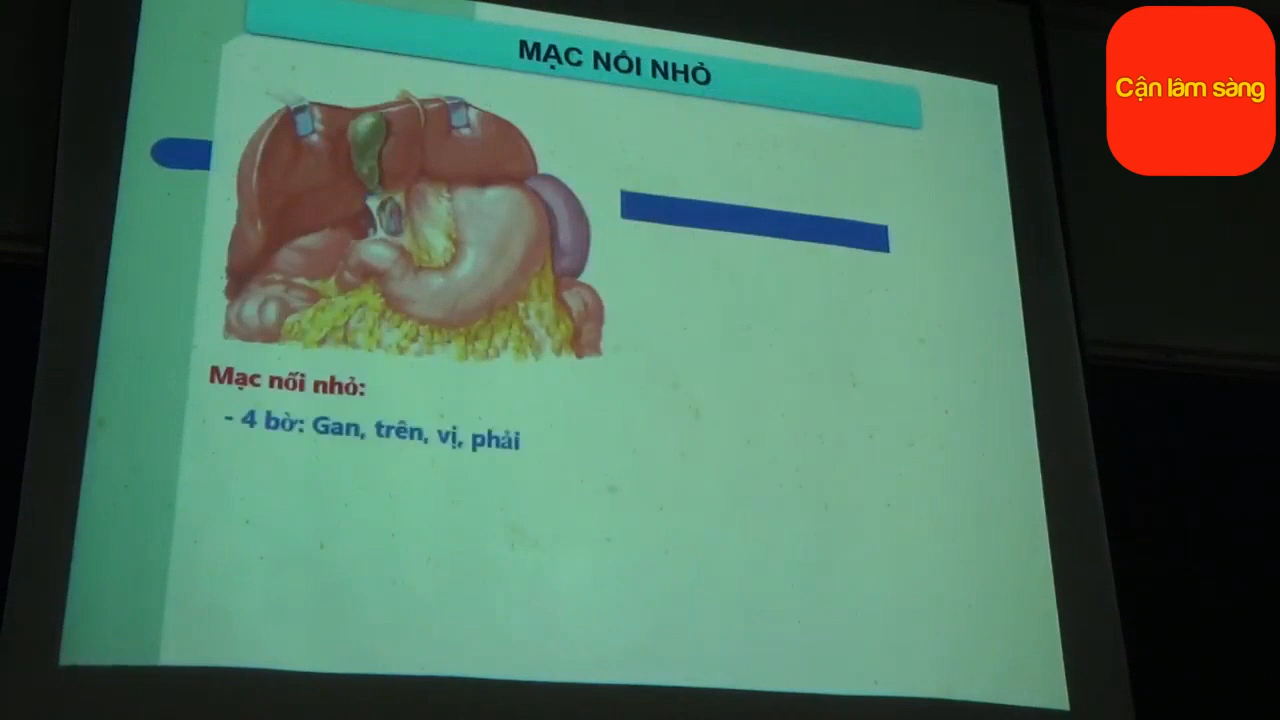 MẠC NỐI NHỎ
Cận lâm sàng
Mạc nối nhỏ:
- 4 bờ: Gan, trên, vị, phải